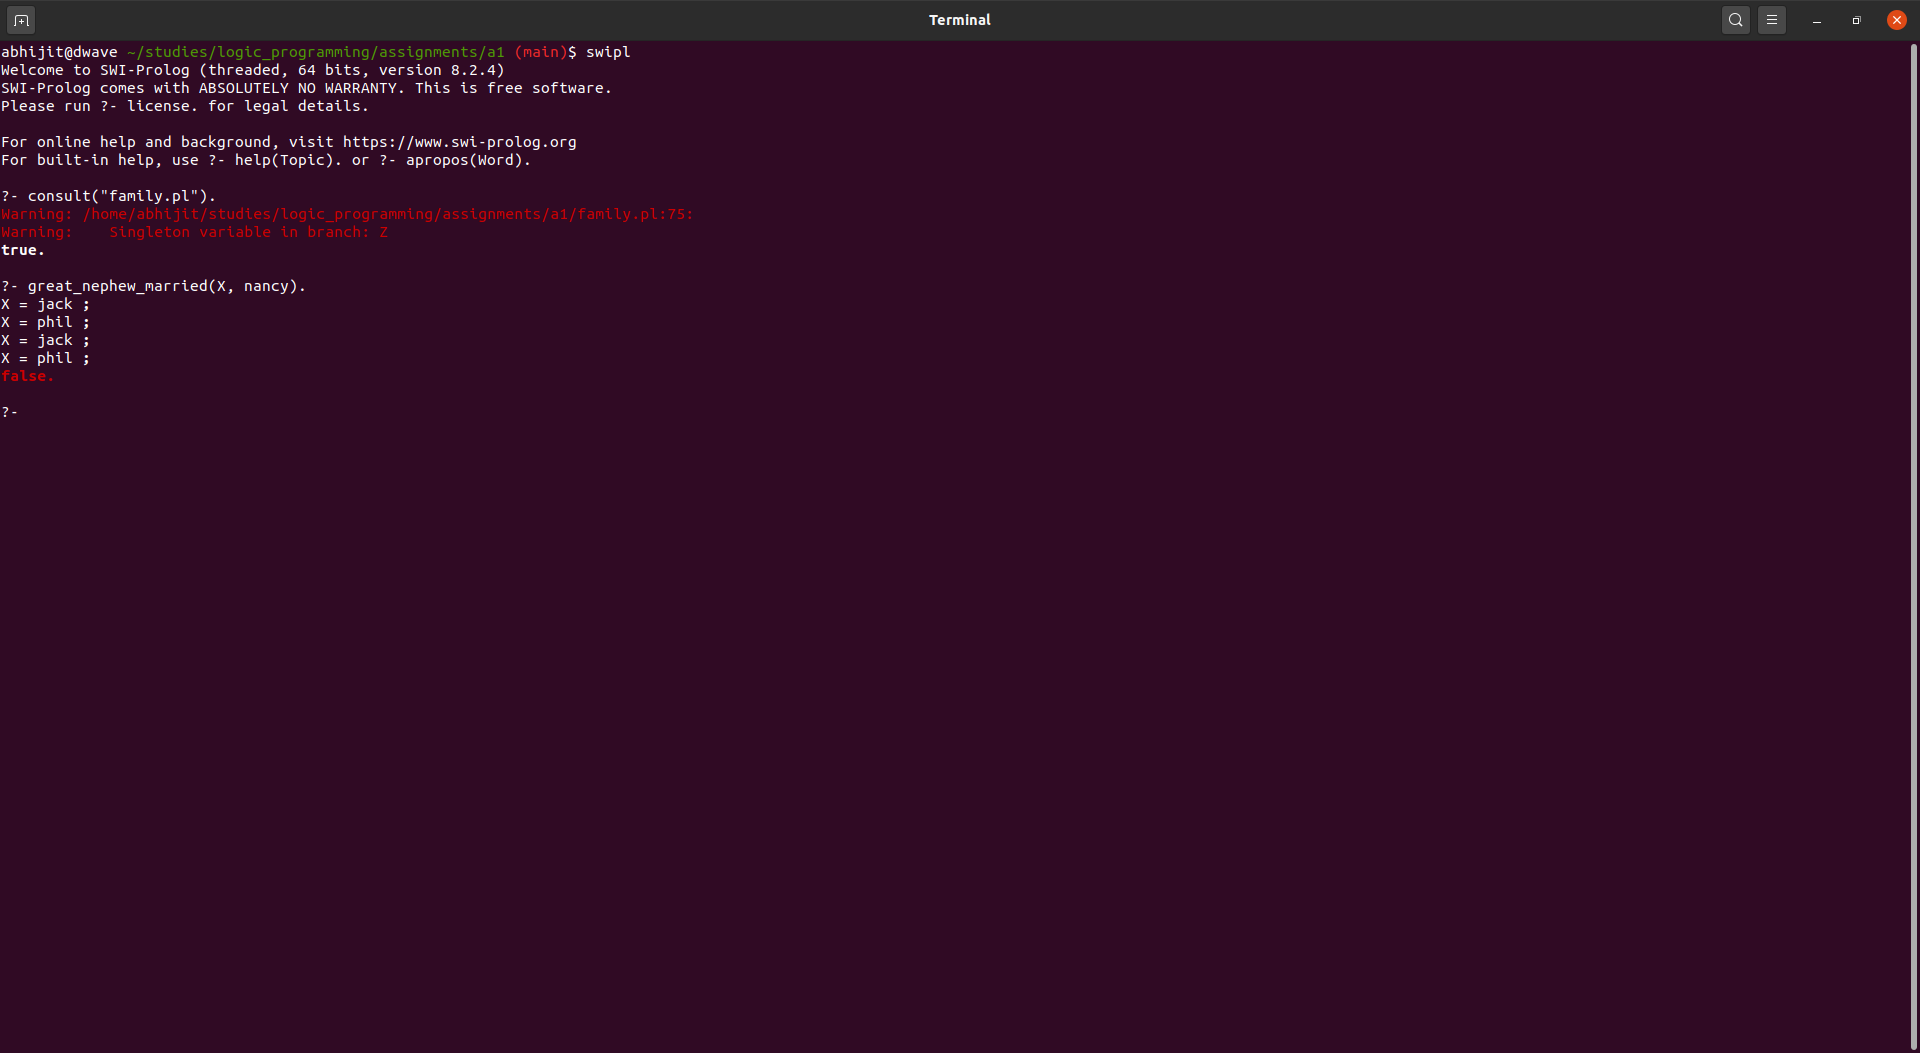 Terminal
abhijit@dwave ~/studies/logic_programming/assignments/a1 (main)$ swipl
Welcome to SWI-Prolog (threaded, 64 bits, version 8.2.4)
SWI-Prolog comes with ABSOLUTELY NO WARRANTY. This is free software.
Please run ?- license. for legal details.
For online help and background, visit https://www.swi-prolog.org
For built-in help, use ?- help(Topic). or ?- apropos(Word).
?- consult("family.pl").
Warning: /home/abhijit/studies/logic_programming/assignments/a1/family.pl:75:
Warning:    Singleton variable in branch: Z
true.
?- great_nephew_married(X, nancy).
X = jack ;
X = phil ;
X = jack ;
X = phil ;
false.
?-